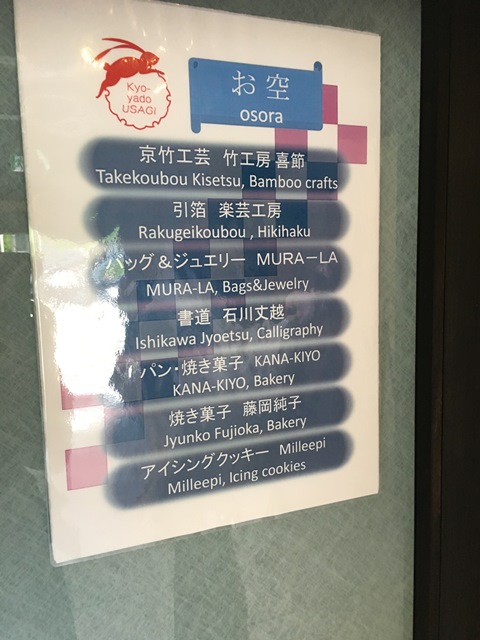 Kyo-
yado
USAGI
お空
osora
京竹工芸 竹工房 喜節
Takekoubou Kisetsu, Bamboo crafts
引箔 楽芸工房
Rakugeikoubou , Hikihaku
バッグ＆ジュエリー MURA－LA
MURA-LA, Bags&Jewelry
書道 石川丈越
Ishikawa Jyoetsu, Calligraphy
パン・焼き菓子 KANA-KIYO
KANA-KIYO, Bakery
焼き菓子 藤岡純子
Jyunko Fujioka, Bakery
アイシングクッキー Milleepi
Milleepi, Icing cookies